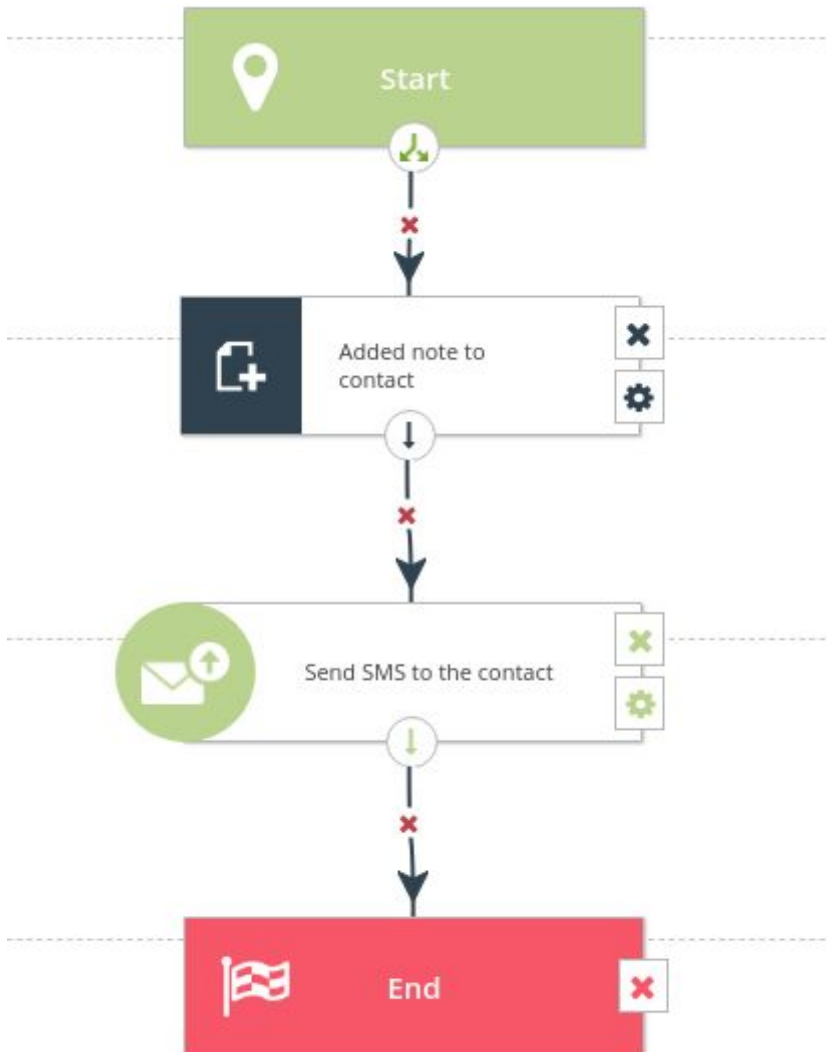 Start
Added note to
contact
Send SMS to the contact
End